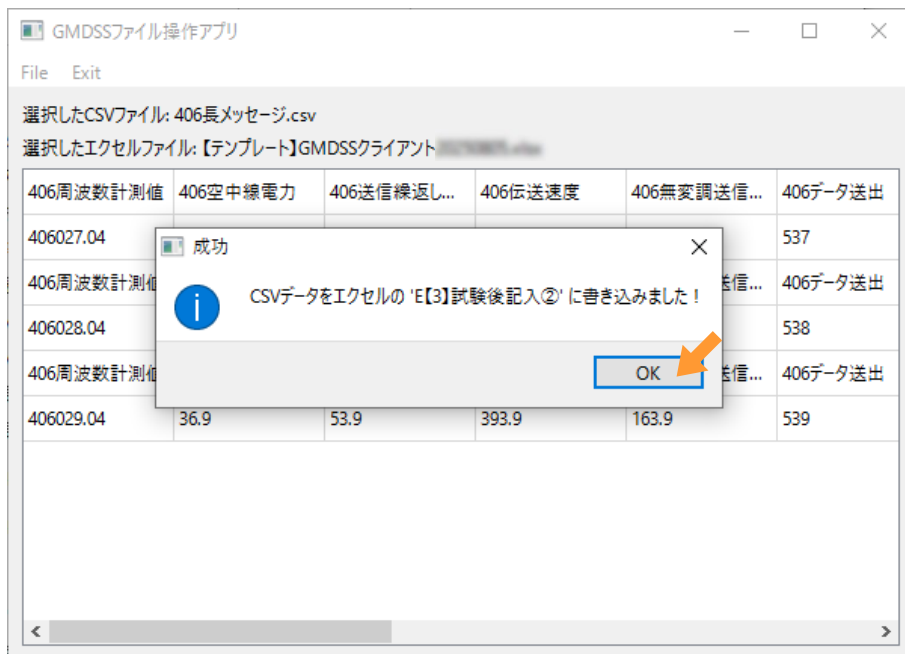 GMDSSファイル操作アプリ
File Exit
選択したCSVファイル: 406長メッセージ.csv
選択したエクセルファイル: 【テンプレート】GMDSSクライアント
406周波数計測値 406空中線電力 406送信繰返し... 406伝送速度 406無変調送信... 406データ送出
406027.04 537
成功
406周波数計測値 送信... 406データ送出
CSVデータをエクセルの 'E【3】試験後記入②' に書き込みました！
406028.04 538
406周波数計測値 送信... 406データ送出
OK
406029.04 36.9 53.9 393.9 163.9 539